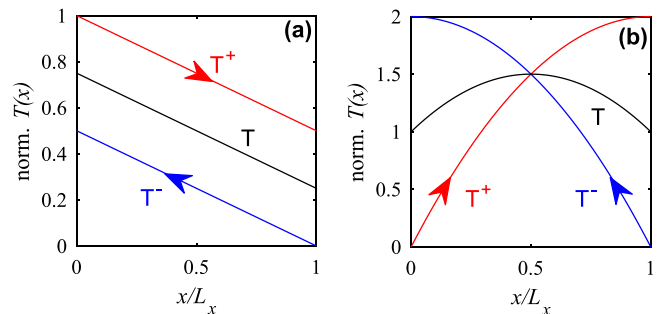 (a)
norm. T(x)
1
0.8
0.6
0.4
0.2
0
T+
T
T-
0
0.5
1
x/Lx
(b)
norm. T(x)
2
1.5
1
0.5
0
T
T+
T-
0
0.5
1
x/Lx